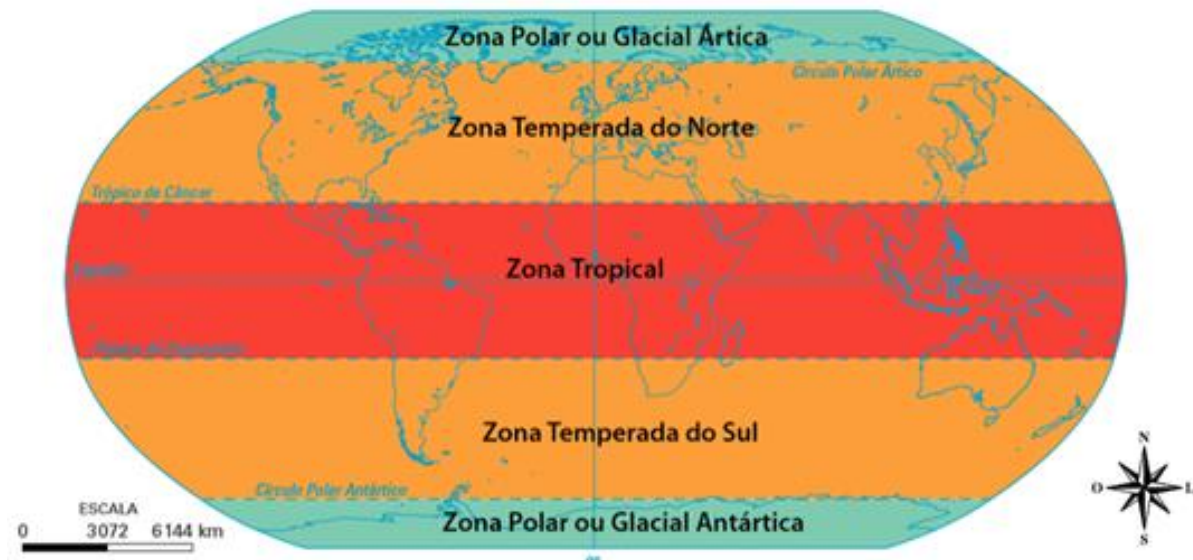 Zona Polar ou Glacial Ártica
Círculo Polar Ártico
Zona Temperada do Norte
Trópico de Câncer
Zona Tropical
Equador
Trópico de Capricórnio
Zona Temperada do Sul
Círculo Polar Antártico
Zona Polar ou Glacial Antártica
ESCALA
0 3072 6144 km
N
O L
S
0°